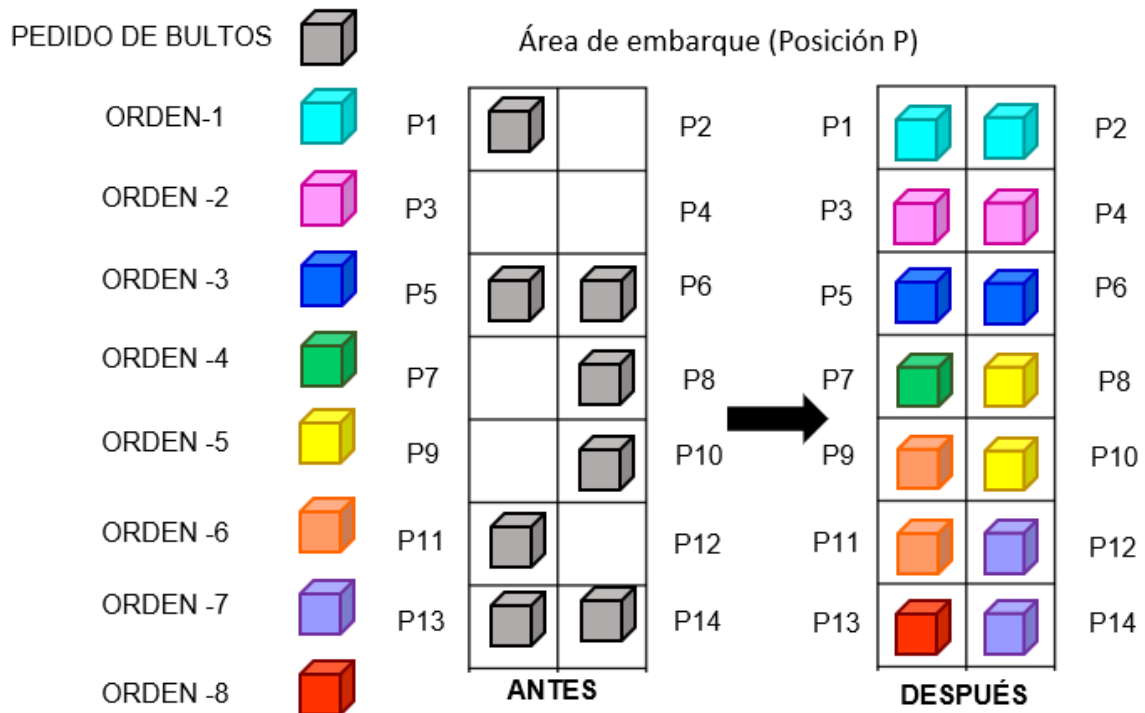 PEDIDO DE BULTOS
Área de embarque (Posición P)
ORDEN-1
P1
P2
P1
P2
ORDEN -2
P3
P4
P3
P4
ORDEN -3
P5
P6
P5
P6
ORDEN -4
P7
P8
P7
P8
ORDEN -5
P9
P10
P9
P10
ORDEN -6
P11
P12
P11
P12
ORDEN -7
P13
P14
P13
P14
ORDEN -8
ANTES
DESPUÉS